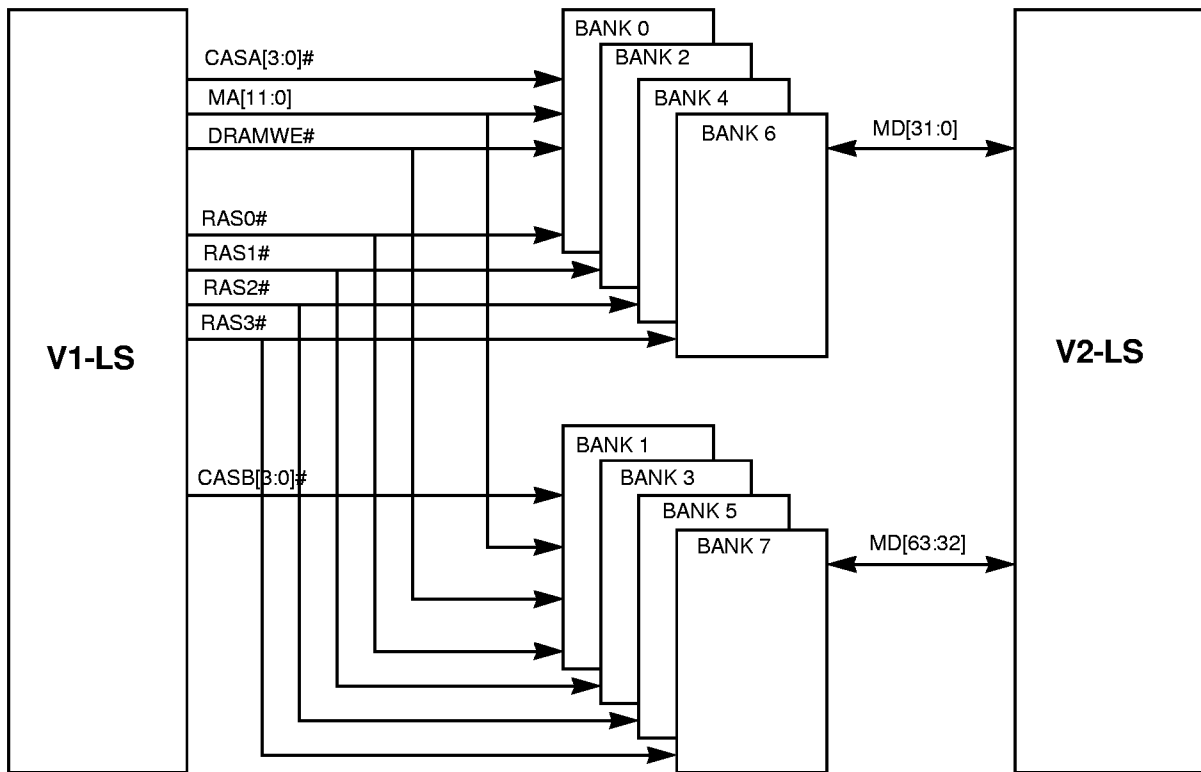 BANK 0
CASA[3:0]#
BANK 2
MA[11:0]
BANK 4
DRAMWE#
BANK 6
MD[31:0]
RAS0#
RAS1#
RAS2#
RAS3#
V1-LS
V2-LS
BANK 1
CASB[3:0]#
BANK 3
BANK 5
BANK 7
MD[63:32]